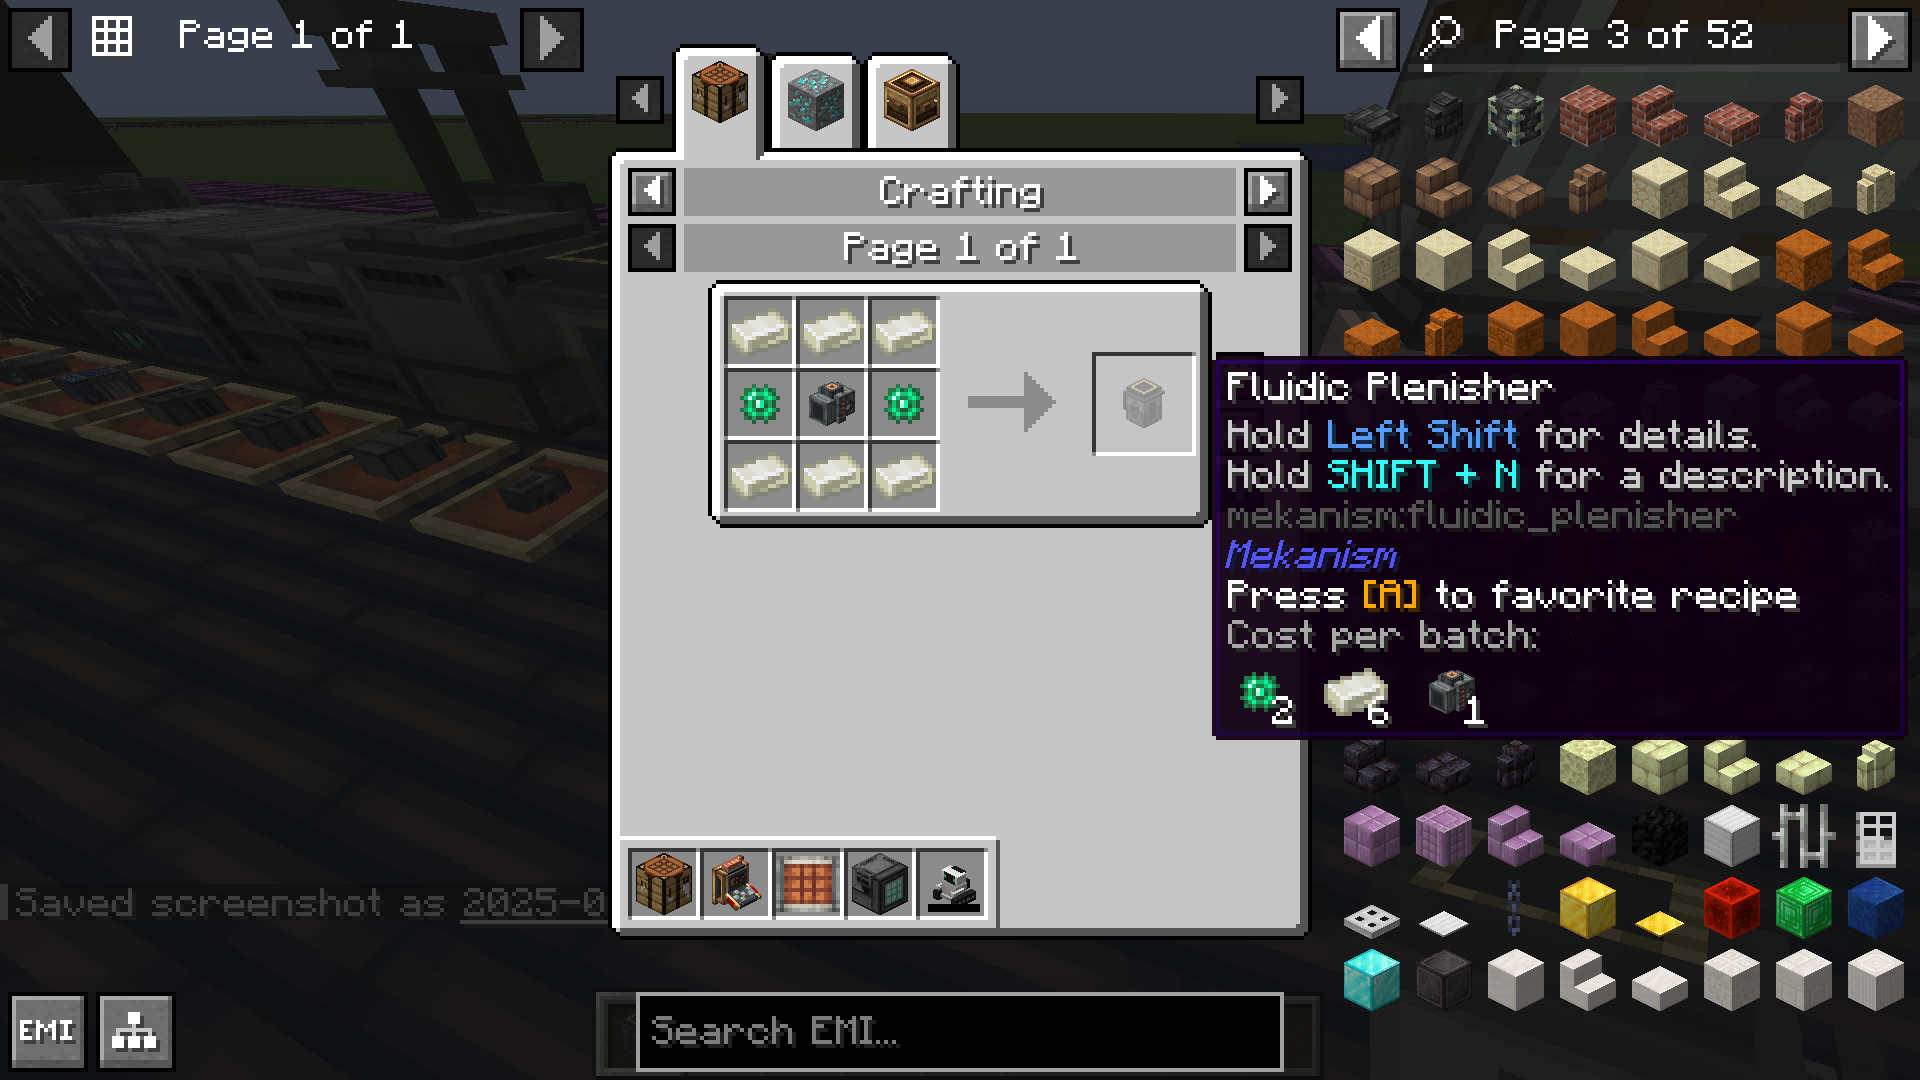 Page 1 of 1
Page 3 of 52
Crafting
Page 1 of 1
Fluidic Plenisher
Hold Left Shift for details.
Hold SHIFT + N for a description.
mekanism:fluidic_plenisher
Mekanism
Press [A] to favorite recipe
Cost per batch:
2 6 1
Saved screenshot as 2025-0
EMI
Search EMI...